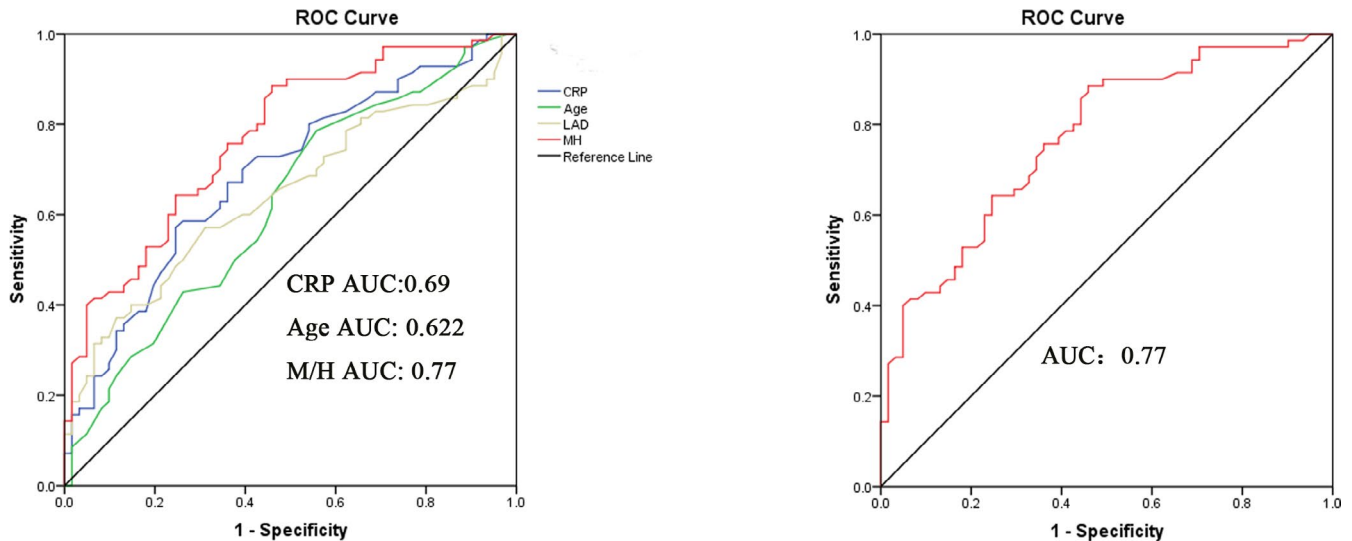 ROC Curve
1.0
0.8
0.6
0.4
0.2
0.0
Sensitivity
0.0 0.2 0.4 0.6 0.8 1.0
1 - Specificity
CRP
Age
LAD
MH
Reference Line
CRP AUC:0.69
Age AUC: 0.622
M/H AUC: 0.77
ROC Curve
1.0
0.8
0.6
0.4
0.2
0.0
Sensitivity
0.0 0.2 0.4 0.6 0.8 1.0
1 - Specificity
AUC：0.77